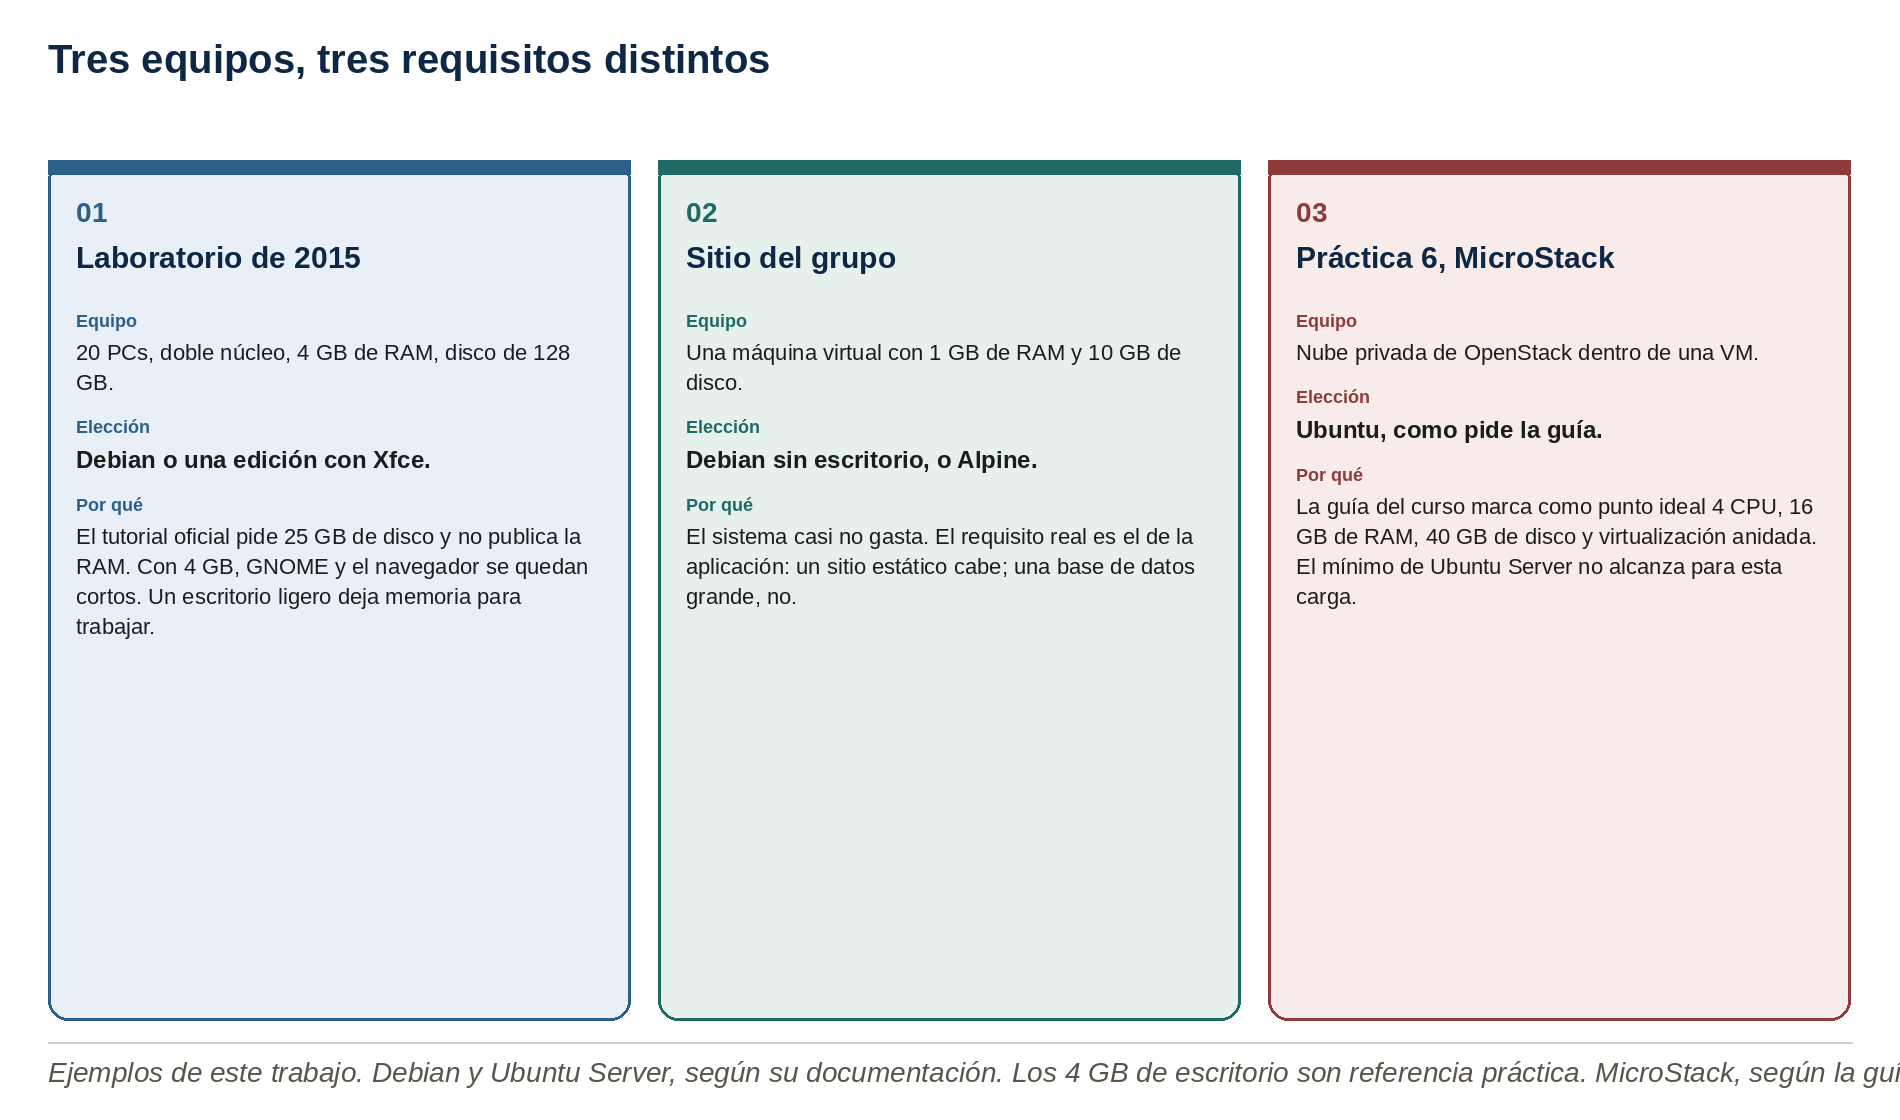 Tres equipos, tres requisitos distintos
01
Laboratorio de 2015
Equipo
20 PCs, doble núcleo, 4 GB de RAM, disco de 128
GB.
Elección
Debian o una edición con Xfce.
Por qué
El tutorial oficial pide 25 GB de disco y no publica la
RAM. Con 4 GB, GNOME y el navegador se quedan
cortos. Un escritorio ligero deja memoria para
trabajar.
02
Sitio del grupo
Equipo
Una máquina virtual con 1 GB de RAM y 10 GB de
disco.
Elección
Debian sin escritorio, o Alpine.
Por qué
El sistema casi no gasta. El requisito real es el de la
aplicación: un sitio estático cabe; una base de datos
grande, no.
03
Práctica 6, MicroStack
Equipo
Nube privada de OpenStack dentro de una VM.
Elección
Ubuntu, como pide la guía.
Por qué
La guía del curso marca como punto ideal 4 CPU, 16
GB de RAM, 40 GB de disco y virtualización anidada.
El mínimo de Ubuntu Server no alcanza para esta
carga.
Ejemplos de este trabajo. Debian y Ubuntu Server, según su documentación. Los 4 GB de escritorio son referencia práctica. MicroStack, según la